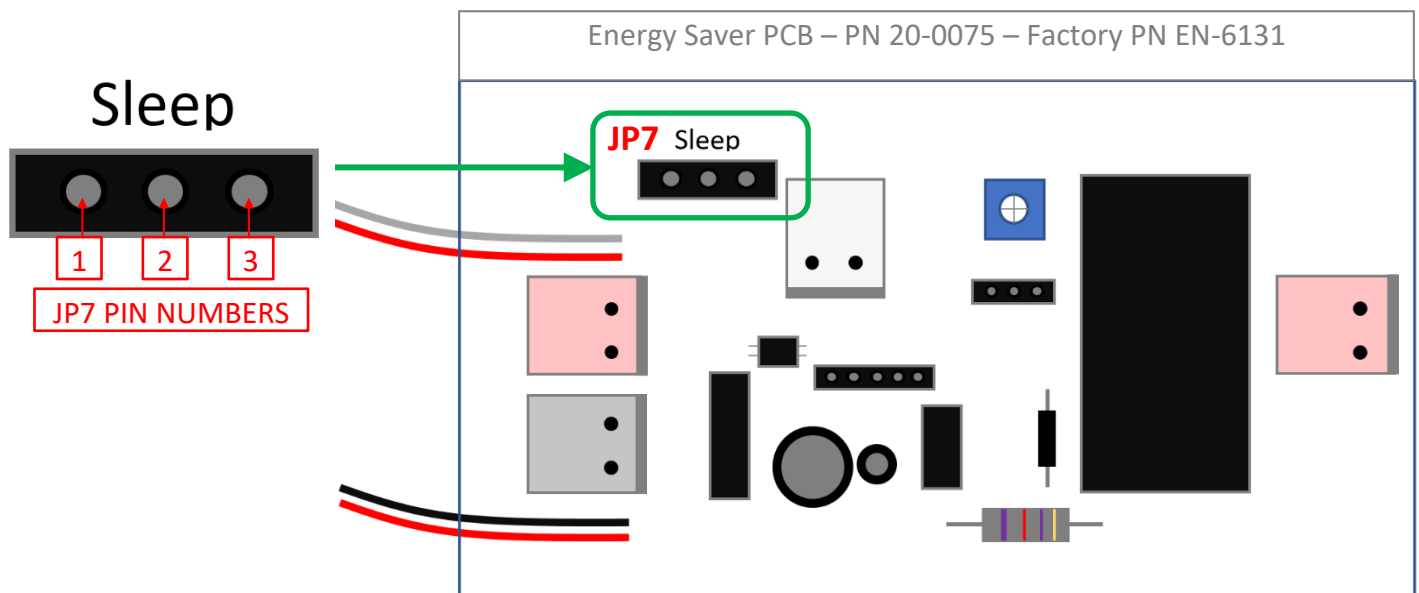 Energy Saver PCB – PN 20-0075 – Factory PN EN-6131
Sleep
1 2 3
JP7 PIN NUMBERS
JP7 Sleep